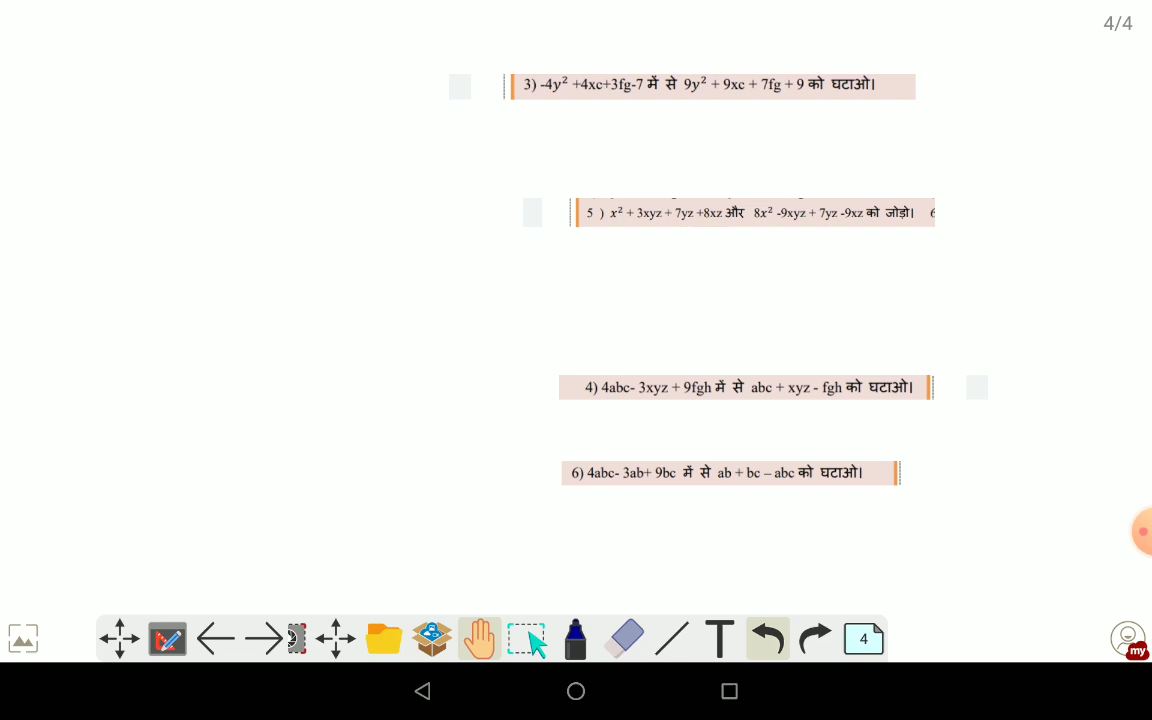 4/4
3) -4y² +4xc+3fg-7 में से 9y² + 9xc + 7fg + 9 को घटाओ।
5 ) x² + 3xyz + 7yz +8xz और 8x² -9xyz + 7yz -9xz को जोड़ो। 6
4) 4abc- 3xyz + 9fgh में से abc + xyz - fgh को घटाओ।
6) 4abc- 3ab+ 9bc में से ab + bc – abc को घटाओ।
T
4
my